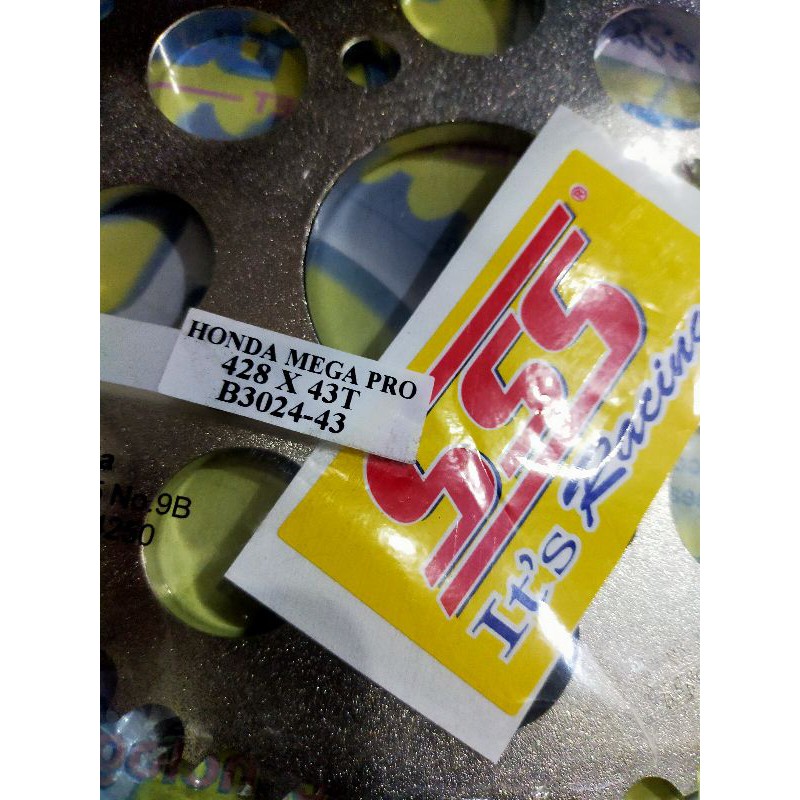 HONDA MEGA PRO
428 X 43T
B3024-43
SSS®
It's Racing
No.9B